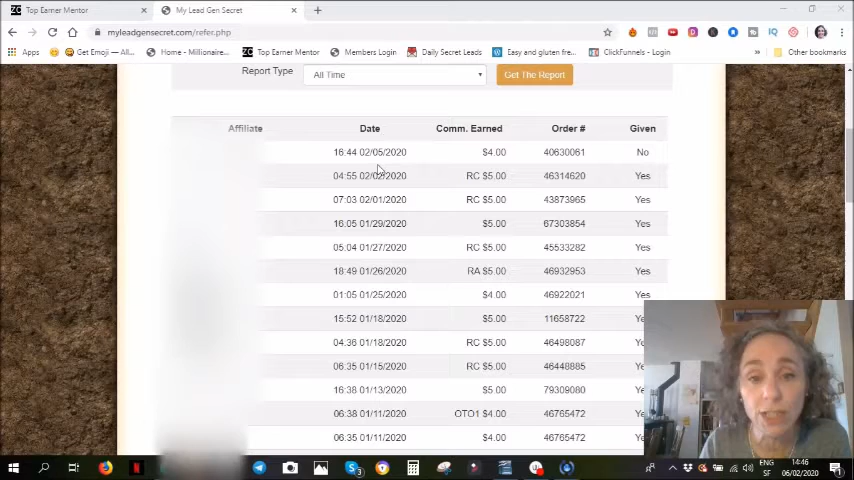 Top Earner Mentor
My Lead Gen Secret
myleadgensecret.com/refer.php
Apps
Get Emoji — All...
Home - Millionaire...
Top Earner Mentor
Members Login
Daily Secret Leads
Easy and gluten fre...
ClickFunnels - Login
Other bookmarks
Report Type
All Time
Get The Report
Affiliate Date Comm. Earned Order # Given
16:44 02/05/2020 $4.00 40630061 No
04:55 02/02/2020 RC $5.00 46314620 Yes
07:03 02/01/2020 RC $5.00 43873965 Yes
16:05 01/29/2020 $5.00 67303854 Yes
05:04 01/27/2020 RC $5.00 45533282 Yes
18:49 01/26/2020 RA $5.00 46932953 Yes
01:05 01/25/2020 $4.00 46922021 Yes
15:52 01/18/2020 $5.00 11658722
04:36 01/18/2020 RC $5.00 46498087
06:35 01/15/2020 RC $5.00 46448885
16:38 01/13/2020 $5.00 79309080
06:38 01/11/2020 OTO1 $4.00 46765472
06:35 01/11/2020 $4.00 46765472
ENG
SF
14:46
06/02/2020